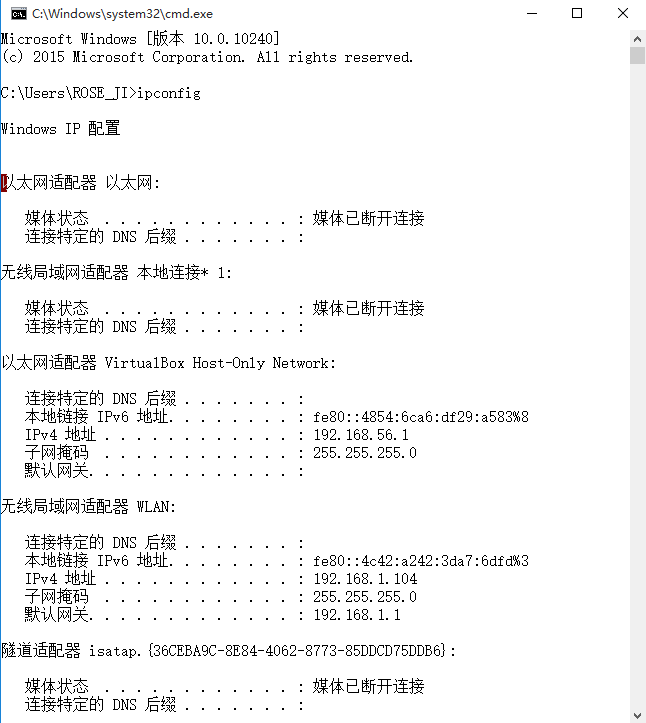 C:\Windows\system32\cmd.exe
Microsoft Windows [版本 10.0.10240]
(c) 2015 Microsoft Corporation. All rights reserved.
C:\Users\ROSE_JI>ipconfig
Windows IP 配置
以太网适配器 以太网:
媒体状态 . . . . . . . . . . . . : 媒体已断开连接
连接特定的 DNS 后缀 . . . . . . . :
无线局域网适配器 本地连接* 1:
媒体状态 . . . . . . . . . . . . : 媒体已断开连接
连接特定的 DNS 后缀 . . . . . . . :
以太网适配器 VirtualBox Host-Only Network:
连接特定的 DNS 后缀 . . . . . . . :
本地链接 IPv6 地址. . . . . . . . : fe80::4854:6ca6:df29:a583%8
IPv4 地址 . . . . . . . . . . . . : 192.168.56.1
子网掩码 . . . . . . . . . . . . : 255.255.255.0
默认网关. . . . . . . . . . . . . :
无线局域网适配器 WLAN:
连接特定的 DNS 后缀 . . . . . . . :
本地链接 IPv6 地址. . . . . . . . : fe80::4c42:a242:3da7:6dfd%3
IPv4 地址 . . . . . . . . . . . . : 192.168.1.104
子网掩码 . . . . . . . . . . . . : 255.255.255.0
默认网关. . . . . . . . . . . . . : 192.168.1.1
隧道适配器 isatap.{36CEBA9C-8E84-4062-8773-85DDCD75DDB6}:
媒体状态 . . . . . . . . . . . . : 媒体已断开连接
连接特定的 DNS 后缀 . . . . . . . :